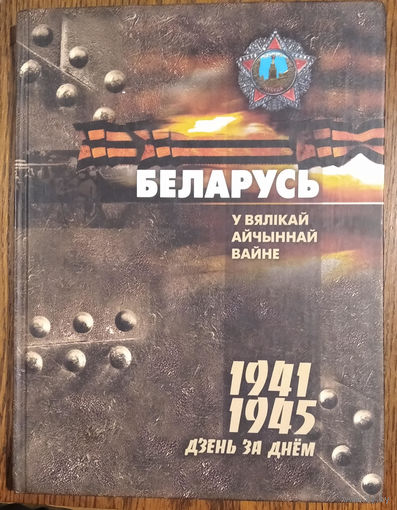 БЕЛАРУСЬ
У ВЯЛІКАЙ
АЙЧЫННАЙ
ВАЙНЕ
1941
1945
ДЗЕНЬ ЗА ДНЁМ